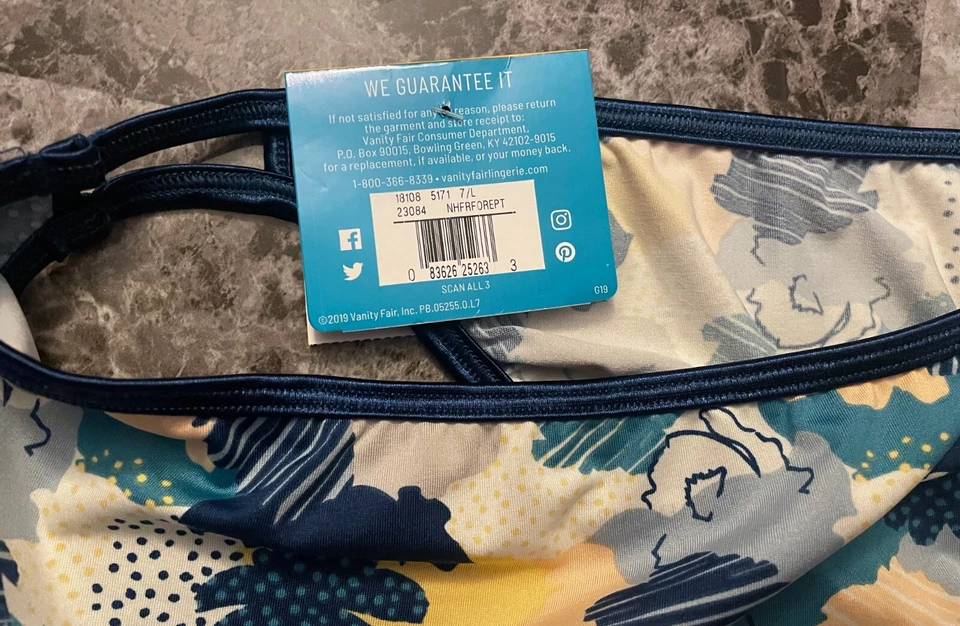 WE GUARANTEE IT
If not satisfied for any reason, please return
the garment and store receipt to:
Vanity Fair Consumer Department,
P.O. Box 90015, Bowling Green, KY 42102-9015
for a replacement, if available, or your money back.
1-800-366-8339 • vanityfairlingerie.com
18108 5171 7/L
23084 NHFRFOREPT
0 83626 25263 3
SCAN ALL 3
©2019 Vanity Fair, Inc. PB.05255.0.L7
G19